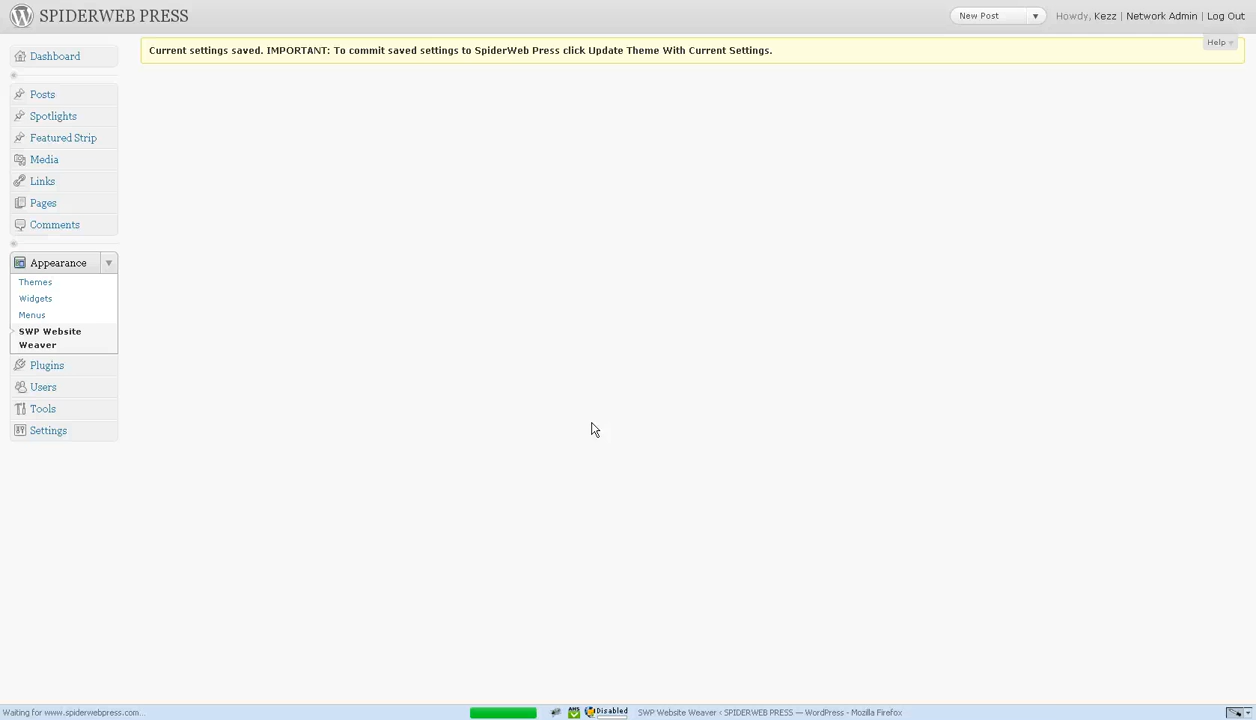 SPIDERWEB PRESS
New Post
Howdy, Kezz | Network Admin | Log Out
Help
Current settings saved. IMPORTANT: To commit saved settings to SpiderWeb Press click Update Theme With Current Settings.
Dashboard
Posts
Spotlights
Featured Strip
Media
Links
Pages
Comments
Appearance
Themes
Widgets
Menus
SWP Website
Weaver
Plugins
Users
Tools
Settings
Waiting for www.spiderwebpress.com...
Disabled
SWP Website Weaver ‹ SPIDERWEB PRESS — WordPress - Mozilla Firefox